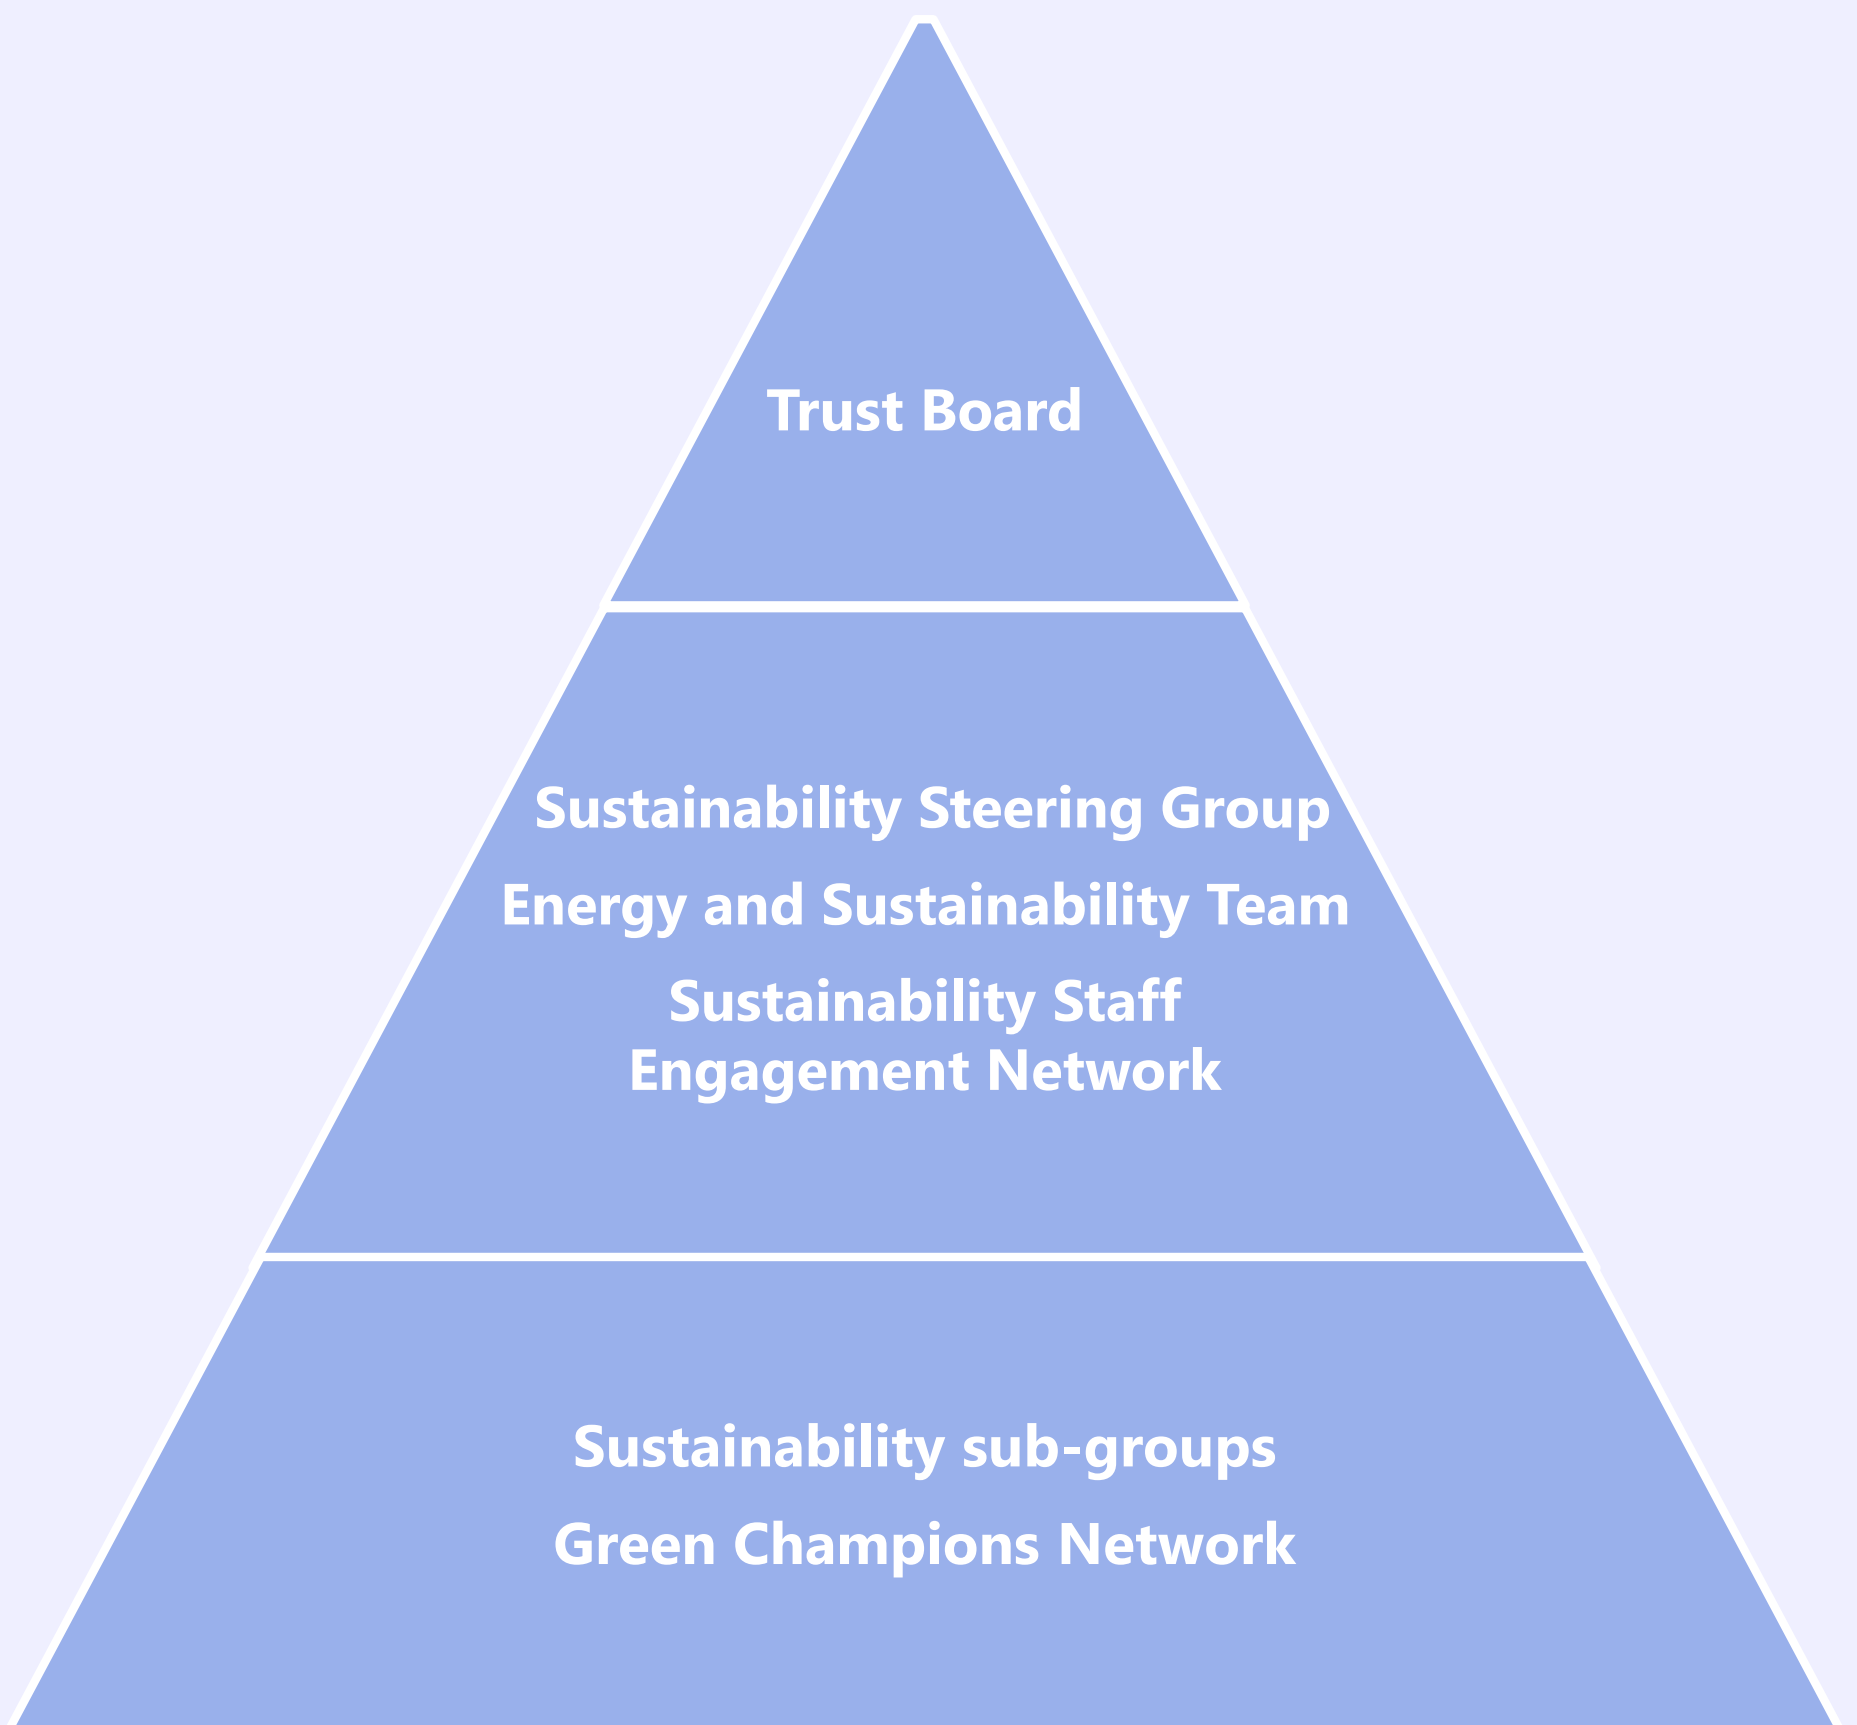 Trust Board
Sustainability Steering Group
Energy and Sustainability Team
Sustainability Staff
Engagement Network
Sustainability sub-groups
Green Champions Network